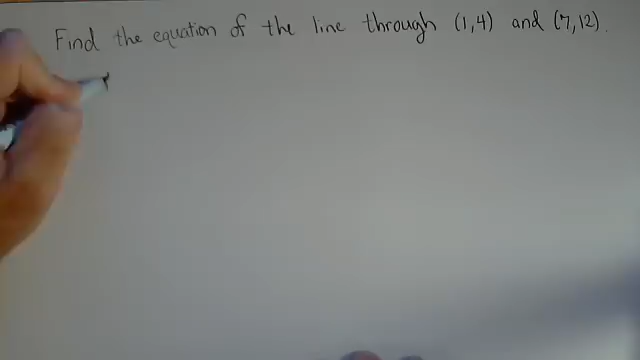 Find the equation of the line through (1,4) and (7,12).